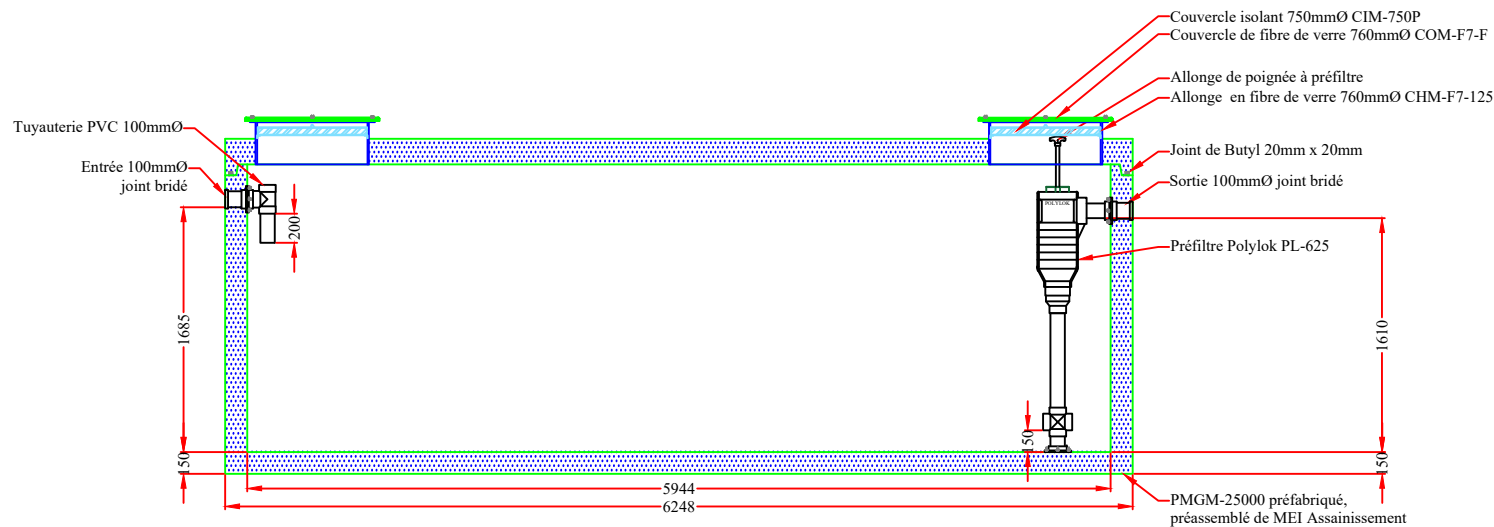 Couvercle isolant 750mmØ CIM-750P
Couvercle de fibre de verre 760mmØ COM-F7-F
Allonge de poignée à préfiltre
Allonge en fibre de verre 760mmØ CHM-F7-125
Tuyauterie PVC 100mmØ
Entrée 100mmØ
joint bridé
Joint de Butyl 20mm x 20mm
Sortie 100mmØ joint bridé
POLYLOK
200
Préfiltre Polylok PL-625
1685
1610
150
150
150
5944
6248
PMGM-25000 préfabriqué,
préassemblé de MEI Assainissement